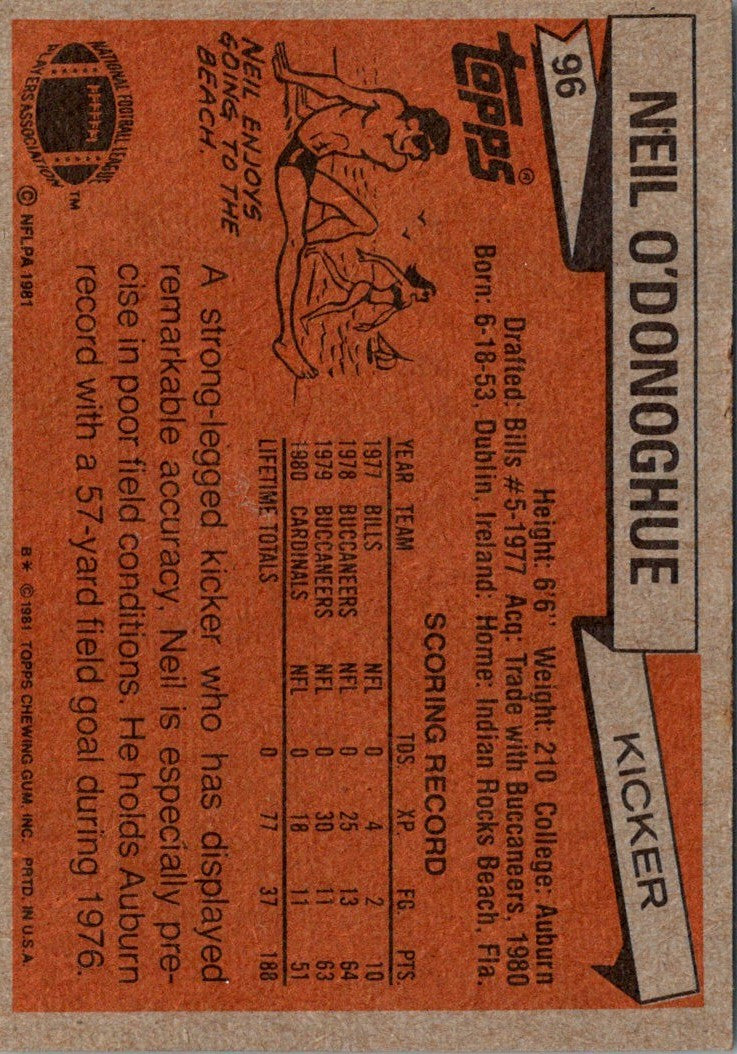 NEIL O'DONOGHUE
KICKER
96
TOPPS®
Height: 6'6" Weight: 210 College: Auburn
Drafted: Bills #5-1977 Acq: Trade with Buccaneers, 1980
Born: 6-18-53, Dublin, Ireland: Home: Indian Rocks Beach, Fla.
SCORING RECORD
YEAR TEAM TDS. XP. FG. PTS.
1977 BILLS NFL 0 4 2 10
1978 BUCCANEERS NFL 0 25 13 64
1979 BUCCANEERS NFL 0 30 11 63
1980 CARDINALS NFL 0 18 11 51
LIFETIME TOTALS 0 77 37 188
NEIL ENJOYS
GOING TO THE
BEACH.
A strong-legged kicker who has displayed
remarkable accuracy, Neil is especially pre-
cise in poor field conditions. He holds Auburn
record with a 57-yard field goal during 1976.
NATIONAL FOOTBALL LEAGUE
PLAYERS ASSOCIATION
TM
© NFLPA 1981
B* ©1981 TOPPS CHEWING GUM, INC. PRTD. IN U.S.A.